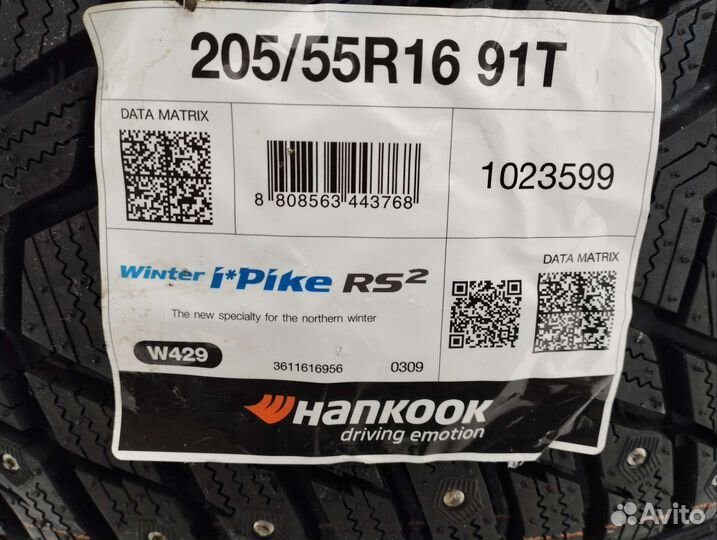 205/55R16 91T
DATA MATRIX
8 808563 443768
1023599
DATA MATRIX
Winter i*Pike RS2
The new specialty for the northern winter
W429
3611616956
0309
Hankook
driving emotion
Avito